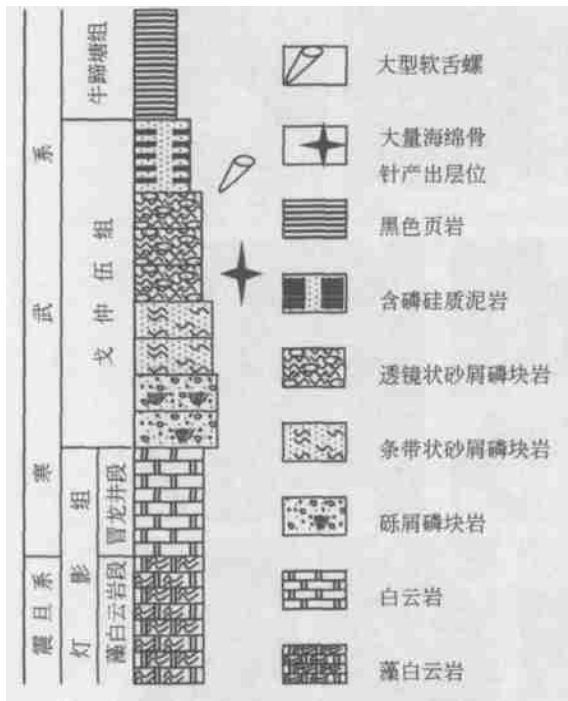 牛蹄塘组
戈仲伍组
寒武系
灯影组
冒龙井段
藻白云岩段
震旦系
大型软舌螺
大量海绵骨
针产出层位
黑色页岩
含磷硅质泥岩
透镜状砂屑磷块岩
条带状砂屑磷块岩
砾屑磷块岩
白云岩
藻白云岩